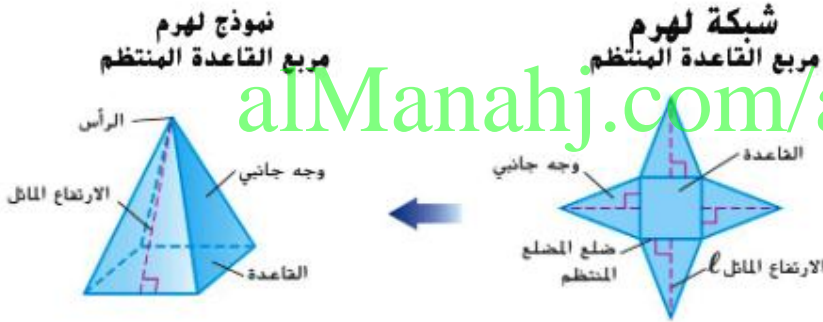 شبكة لهرم
مربع القاعدة المنتظم
نموذج لهرم
مربع القاعدة المنتظم
alManahj.com/a
القاعدة
وجه جانبي
ضلع المضلع
المنتظم
الارتفاع المائل ℓ
الرأس
وجه جانبي
الارتفاع المائل
القاعدة